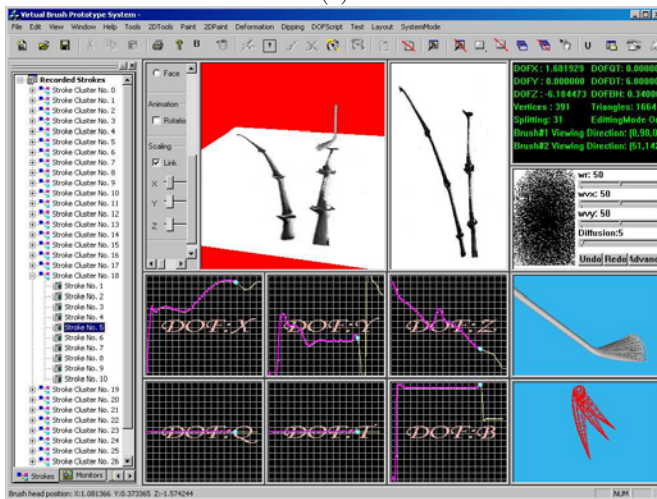 Virtual Brush Prototype System -
File Edit View Window Help Tools 2DTools Paint 2DPaint Deformation Dipping DOFScript Test Layout SystemMode
Recorded Strokes
Stroke Cluster No. 0
Stroke Cluster No. 1
Stroke Cluster No. 2
Stroke Cluster No. 3
Stroke Cluster No. 4
Stroke Cluster No. 5
Stroke Cluster No. 6
Stroke Cluster No. 7
Stroke Cluster No. 8
Stroke Cluster No. 9
Stroke Cluster No. 10
Stroke Cluster No. 11
Stroke Cluster No. 12
Stroke Cluster No. 13
Stroke Cluster No. 14
Stroke Cluster No. 15
Stroke Cluster No. 16
Stroke Cluster No. 17
Stroke Cluster No. 18
Stroke No. 1
Stroke No. 2
Stroke No. 3
Stroke No. 4
Stroke No. 5
Stroke No. 6
Stroke No. 7
Stroke No. 8
Stroke No. 9
Stroke No. 10
Stroke Cluster No. 19
Stroke Cluster No. 20
Stroke Cluster No. 21
Stroke Cluster No. 22
Stroke Cluster No. 23
Stroke Cluster No. 24
Stroke Cluster No. 25
Stroke Cluster No. 26
Strokes Monitors
Face
Animation
Rotatio
Scaling
Link
X
Y
Z
DOFX : 1.681929 DOFQT: 0.00000
DOFY : 0.000000 DOFDT: 6.00000
DOFZ : -6.184473 DOFBH: 0.34000
Vertices : 391 Triangles: 1664
Splitting: 31 EdittingMode On
Brush#1 Viewing Direction: (0,90,0
Brush#2 Viewing Direction: (51,142
wr: 50
wvx: 50
wvy: 50
Diffusion:5
Undo Redo Advanc
DOF:X
DOF:Y
DOF:Z
DOF:Q
DOF:T
DOF:B
Brush head position: X:1.081366 Y:0.373365 Z:-1.574244
NUM